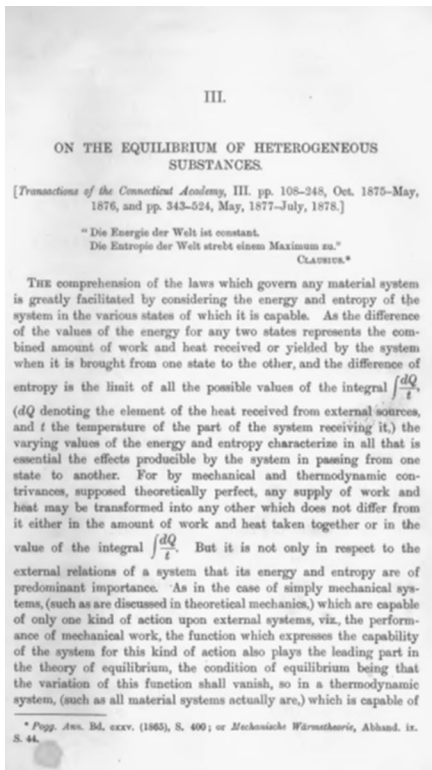 III.
ON THE EQUILIBRIUM OF HETEROGENEOUS
SUBSTANCES.
[Transactions of the Connecticut Academy, III. pp. 108–248, Oct. 1875–May,
1876, and pp. 343–524, May, 1877–July, 1878.]
"Die Energie der Welt ist constant.
Die Entropie der Welt strebt einem Maximum zu."
CLAUSIUS.*
THE comprehension of the laws which govern any material system
is greatly facilitated by considering the energy and entropy of the
system in the various states of which it is capable. As the difference
of the values of the energy for any two states represents the com-
bined amount of work and heat received or yielded by the system
when it is brought from one state to the other, and the difference of
entropy is the limit of all the possible values of the integral ∫dQ/t,
(dQ denoting the element of the heat received from external sources,
and t the temperature of the part of the system receiving it,) the
varying values of the energy and entropy characterize in all that is
essential the effects producible by the system in passing from one
state to another. For by mechanical and thermodynamic con-
trivances, supposed theoretically perfect, any supply of work and
heat may be transformed into any other which does not differ from
it either in the amount of work and heat taken together or in the
value of the integral ∫dQ/t. But it is not only in respect to the
external relations of a system that its energy and entropy are of
predominant importance. As in the case of simply mechanical sys-
tems, (such as are discussed in theoretical mechanics,) which are capable
of only one kind of action upon external systems, viz., the perform-
ance of mechanical work, the function which expresses the capability
of the system for this kind of action also plays the leading part in
the theory of equilibrium, the condition of equilibrium being that
the variation of this function shall vanish, so in a thermodynamic
system, (such as all material systems actually are,) which is capable of
* Pogg. Ann. Bd. cxxv. (1865), S. 400; or Mechanische Wärmetheorie, Abhand. ix.
S. 44.